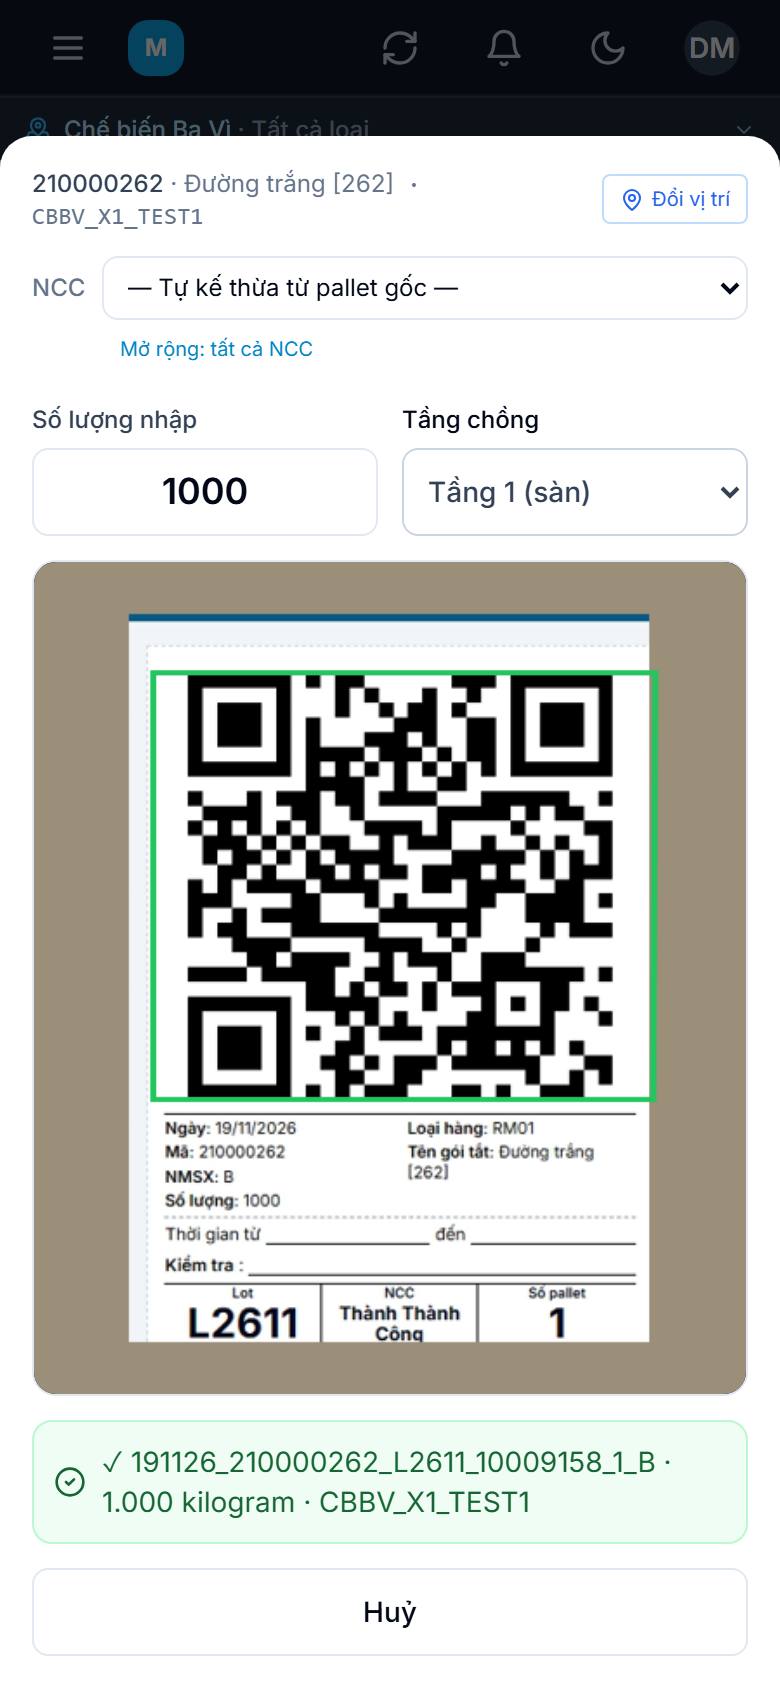 M
DM
Chế biến Ba Vì · Tất cả loại
210000262 · Đường trắng [262] ·
CBBV_X1_TEST1
Đổi vị trí
NCC
— Tự kế thừa từ pallet gốc —
Mở rộng: tất cả NCC
Số lượng nhập
Tầng chồng
1000
Tầng 1 (sàn)
Ngày: 19/11/2026
Loại hàng: RM01
Mã: 210000262
Tên gói tắt: Đường trắng
[262]
NMSX: B
Số lượng: 1000
Thời gian từ
đến
Kiểm tra :
Lot
NCC
Số pallet
L2611
Thành Thành
Công
1
✓ 191126_210000262_L2611_10009158_1_B ·
1.000 kilogram · CBBV_X1_TEST1
Huỷ